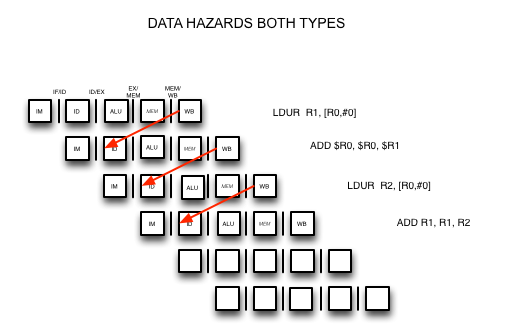 DATA HAZARDS BOTH TYPES
IF/ID ID/EX EX/ MEM MEM/ WB
IM ID ALU MEM WB LDUR R1, [R0,#0]
IM ID ALU MEM WB ADD $R0, $R0, $R1
IM ID ALU MEM WB LDUR R2, [R0,#0]
IM ID ALU MEM WB ADD R1, R1, R2